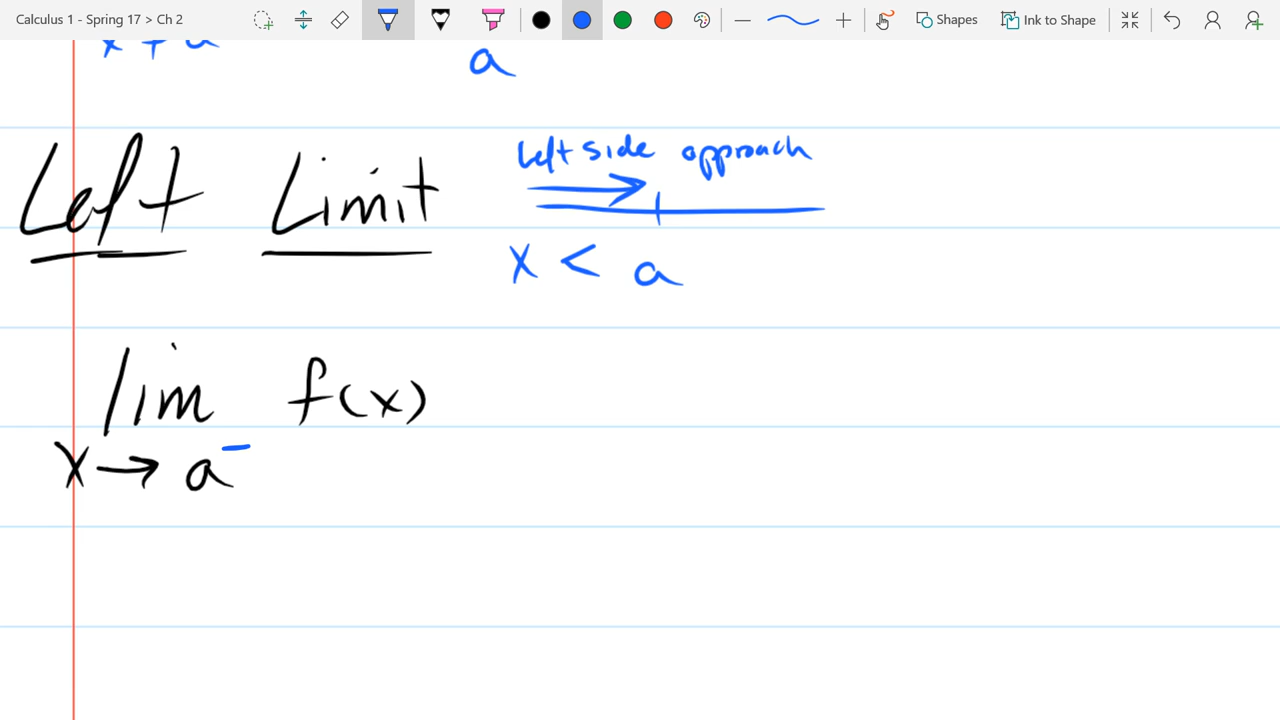 Calculus 1 - Spring 17 > Ch 2
Shapes
Ink to Shape
a
Left Limit
Left side approach
x < a
lim f(x)
x → a⁻